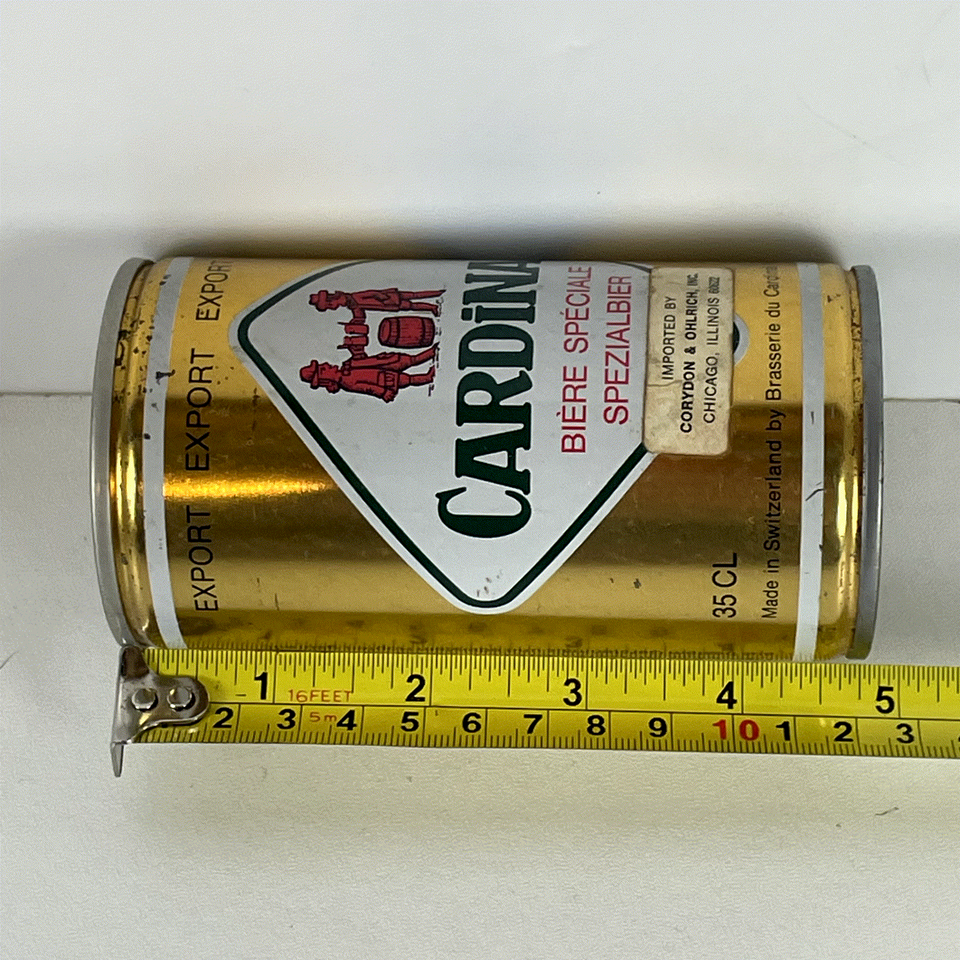 EXPORT EXPORT EXPORT
CARDINA
BIÈRE SPÉCIALE
SPEZIALBIER
IMPORTED BY
CORYDON & OHLRICH, INC.
CHICAGO, ILLINOIS 60622
35 CL
Made in Switzerland by Brasserie du Cardina
1 16FEET 2 3 4 5
2 3 5m 4 5 6 7 8 9 10 1 2 3